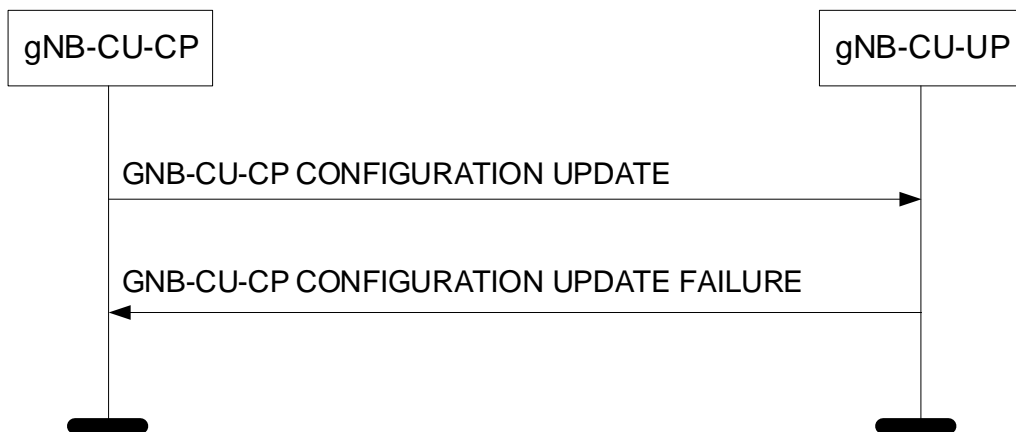 gNB-CU-CP
gNB-CU-UP
GNB-CU-CP CONFIGURATION UPDATE
GNB-CU-CP CONFIGURATION UPDATE FAILURE